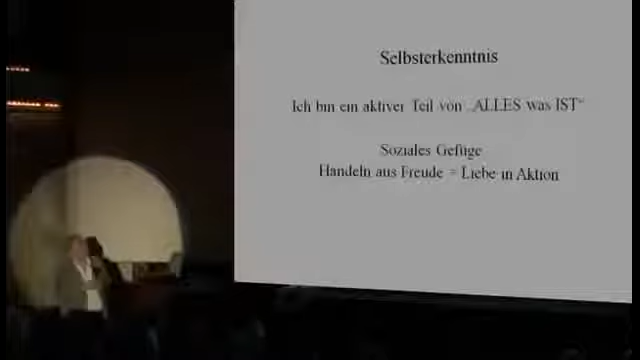 Selbsterkenntnis
Ich bin ein aktiver Teil von „ALLES was IST“
Soziales Gefüge
Handeln aus Freude = Liebe in Aktion